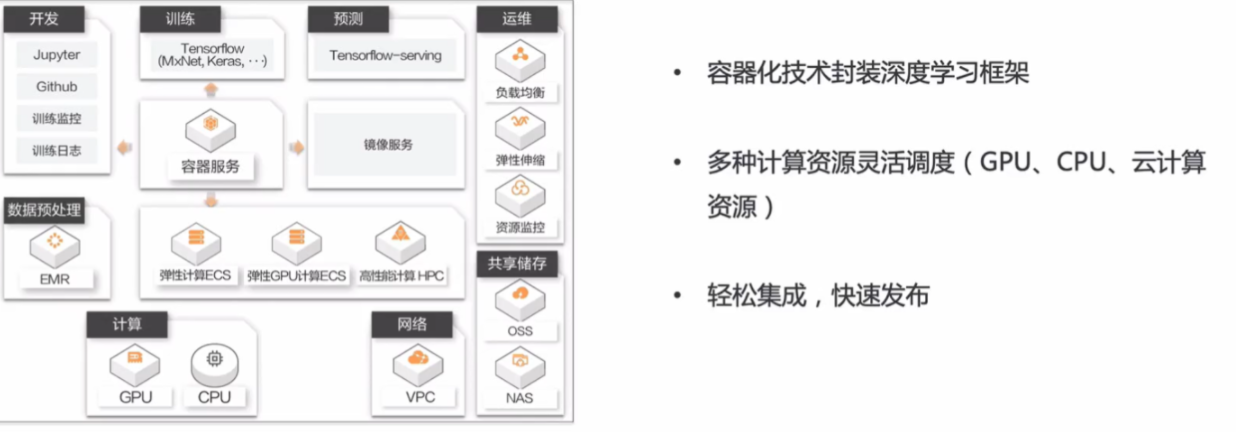 开发
Jupyter
Github
训练监控
训练日志
训练
Tensorflow
(MxNet, Keras, ···)
预测
Tensorflow-serving
容器服务
镜像服务
运维
负载均衡
弹性伸缩
资源监控
数据预处理
EMR
弹性计算ECS
弹性GPU计算ECS
高性能计算 HPC
共享储存
OSS
NAS
计算
GPU
CPU
网络
VPC
• 容器化技术封装深度学习框架
• 多种计算资源灵活调度（GPU、CPU、云计算
资源）
• 轻松集成，快速发布